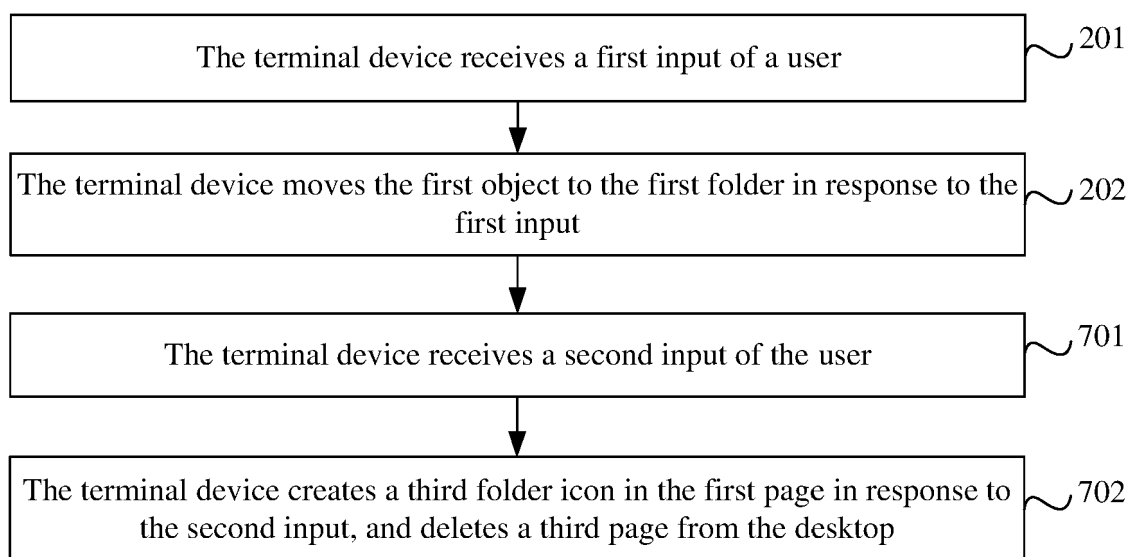 The terminal device receives a first input of a user
201
The terminal device moves the first object to the first folder in response to the
first input
202
The terminal device receives a second input of the user
701
The terminal device creates a third folder icon in the first page in response to
the second input, and deletes a third page from the desktop
702